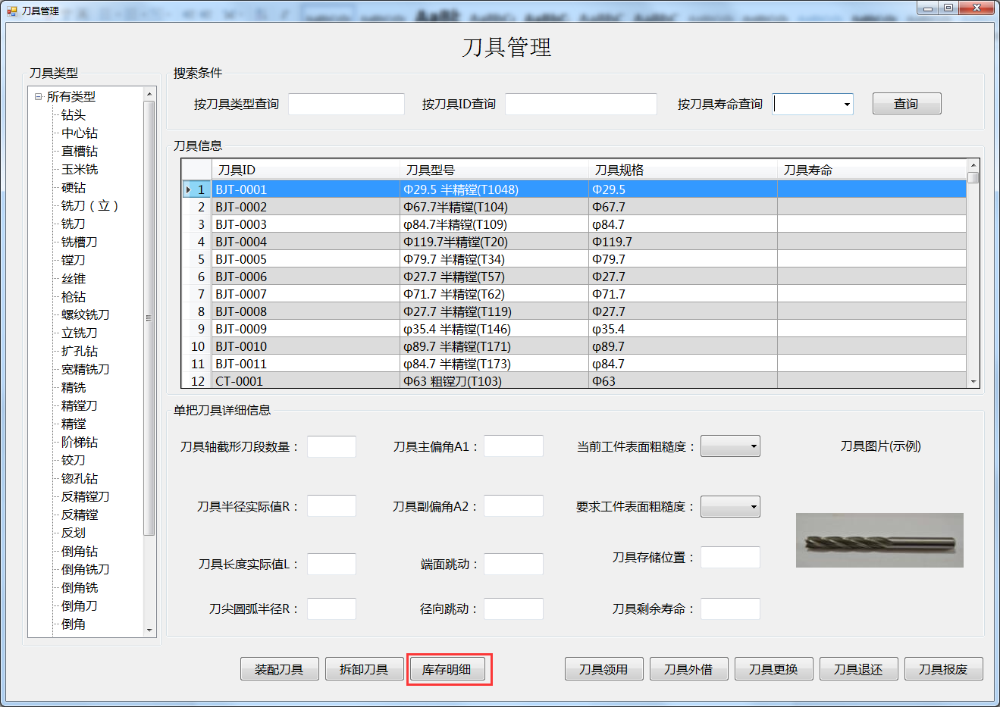 刀具管理
刀具管理
刀具类型
所有类型
钻头
中心钻
直槽钻
玉米铣
硬钻
铣刀（立）
铣刀
铣槽刀
镗刀
丝锥
枪钻
螺纹铣刀
立铣刀
扩孔钻
宽精铣刀
精铣
精镗刀
精镗
阶梯钻
铰刀
锪孔钻
反精镗刀
反精镗
反划
倒角钻
倒角铣刀
倒角铣
倒角刀
倒角
搜索条件
按刀具类型查询 按刀具ID查询 按刀具寿命查询 查询
刀具信息
刀具ID 刀具型号 刀具规格 刀具寿命
1 BJT-0001 Φ29.5 半精镗(T1048) Φ29.5
2 BJT-0002 Φ67.7半精镗(T104) Φ67.7
3 BJT-0003 φ84.7半精镗(T109) φ84.7
4 BJT-0004 Φ119.7半精镗(T20) Φ119.7
5 BJT-0005 Φ79.7 半精镗(T34) Φ79.7
6 BJT-0006 Φ27.7 半精镗(T57) Φ27.7
7 BJT-0007 Φ71.7 半精镗(T62) Φ71.7
8 BJT-0008 Φ27.7 半精镗(T119) Φ27.7
9 BJT-0009 φ35.4 半精镗(T146) φ35.4
10 BJT-0010 φ89.7 半精镗(T171) φ89.7
11 BJT-0011 φ84.7 半精镗(T173) φ84.7
12 CT-0001 Φ63 粗镗刀(T103) Φ63
单把刀具详细信息
刀具轴截形刀段数量： 刀具主偏角A1： 当前工件表面粗糙度： 刀具图片(示例)
刀具半径实际值R： 刀具副偏角A2： 要求工件表面粗糙度：
刀具长度实际值L： 端面跳动： 刀具存储位置：
刀尖圆弧半径R： 径向跳动： 刀具剩余寿命：
装配刀具 拆卸刀具 库存明细 刀具领用 刀具外借 刀具更换 刀具退还 刀具报废